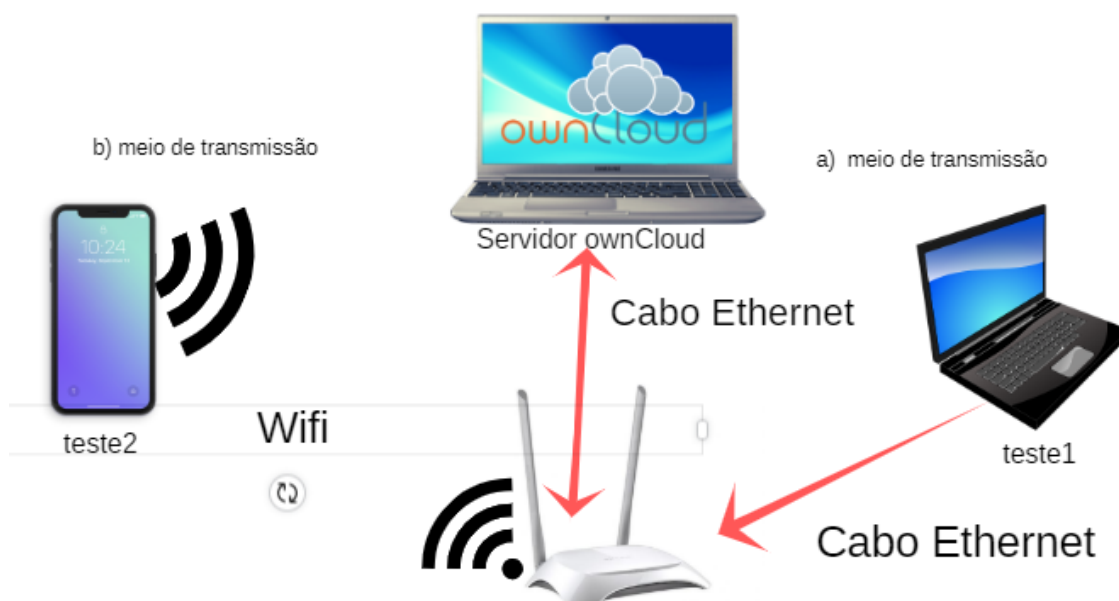 ownCloud
b) meio de transmissão
a) meio de transmissão
10:24
Servidor ownCloud
Cabo Ethernet
Wifi
teste2
teste1
Cabo Ethernet